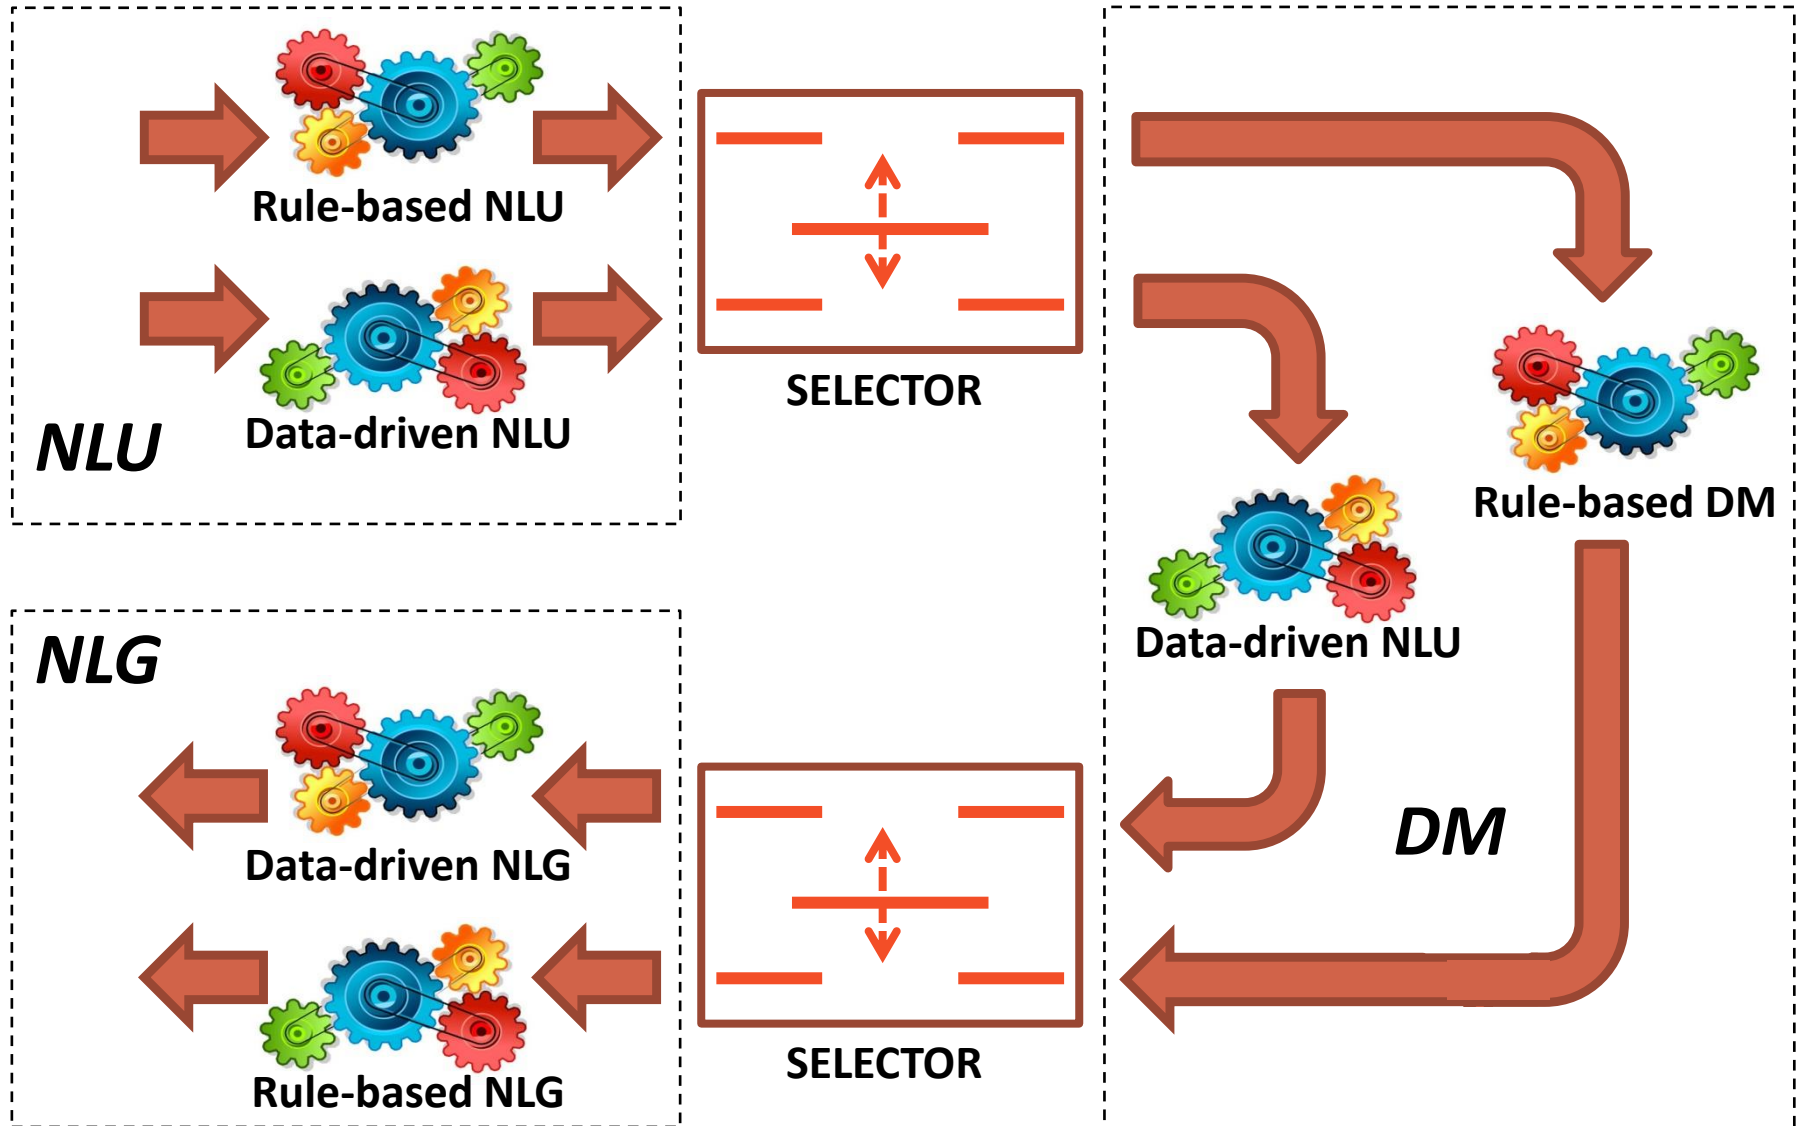 Rule-based NLU
Data-driven NLU
NLU
SELECTOR
Rule-based DM
Data-driven NLU
DM
NLG
Data-driven NLG
Rule-based NLG
SELECTOR